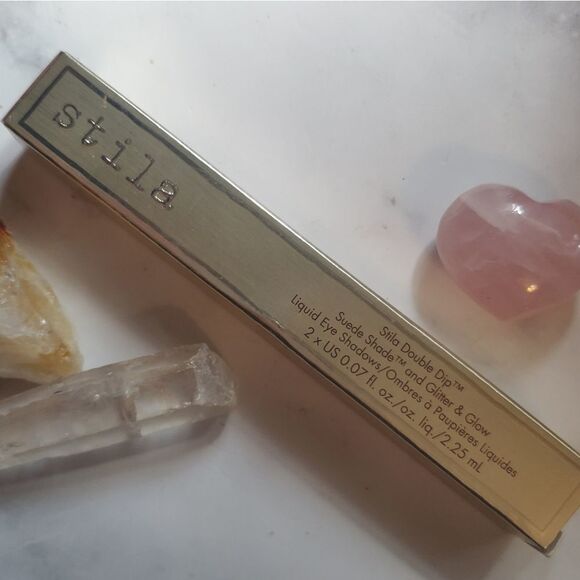 stila
Stila Double Dip™
Suede Shade™ and Glitter & Glow
Liquid Eye Shadows/Ombres à Paupières Liquides
2 x US 0.07 fl. oz./oz. liq./2.25 mL